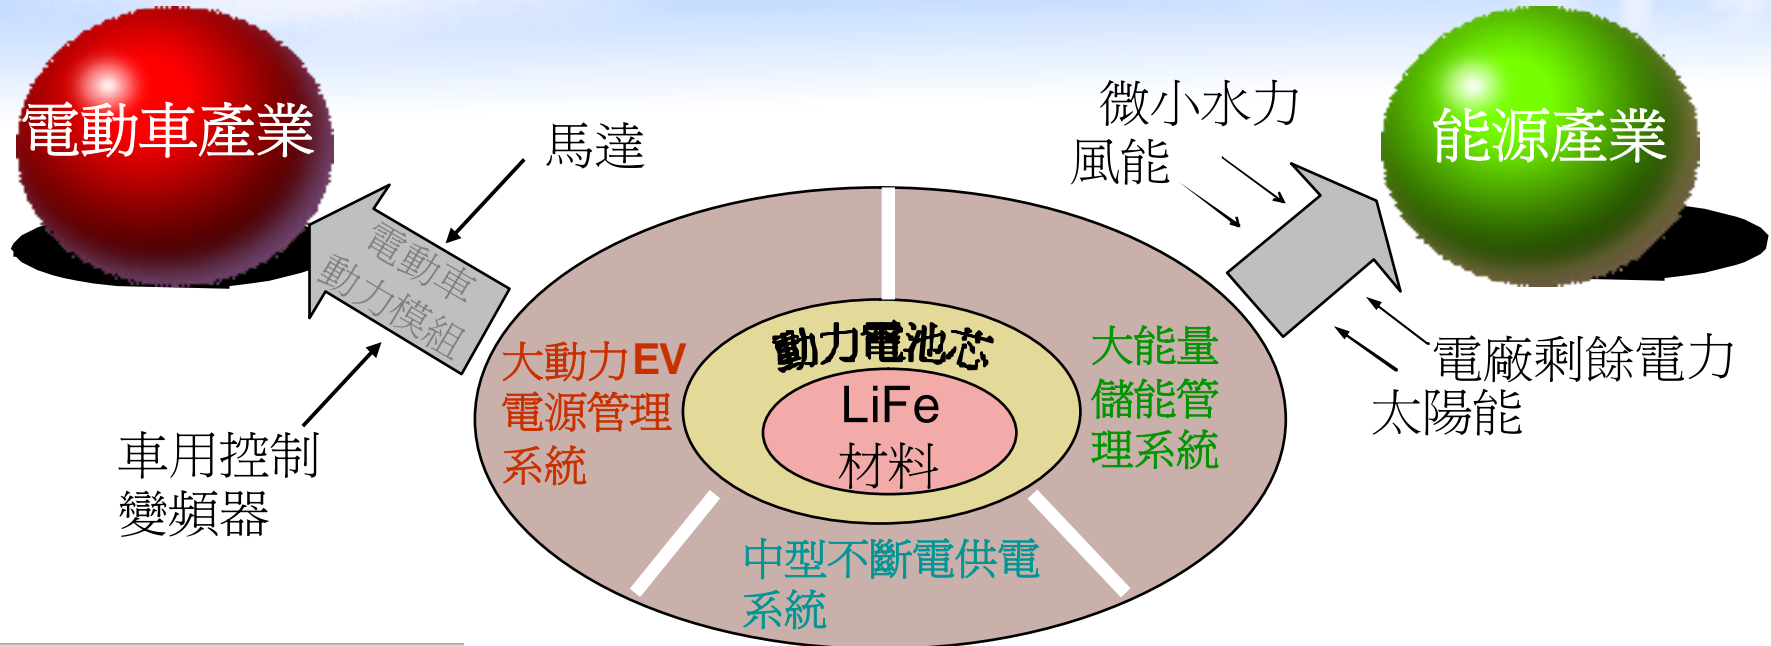 電動車產業
能源產業
微小水力
風能
馬達
電動車
動力模組
動力電池芯
LiFe
材料
大動力EV
電源管理
系統
大能量
儲能管
理系統
電廠剩餘電力
太陽能
車用控制
變頻器
中型不斷電供電
系統